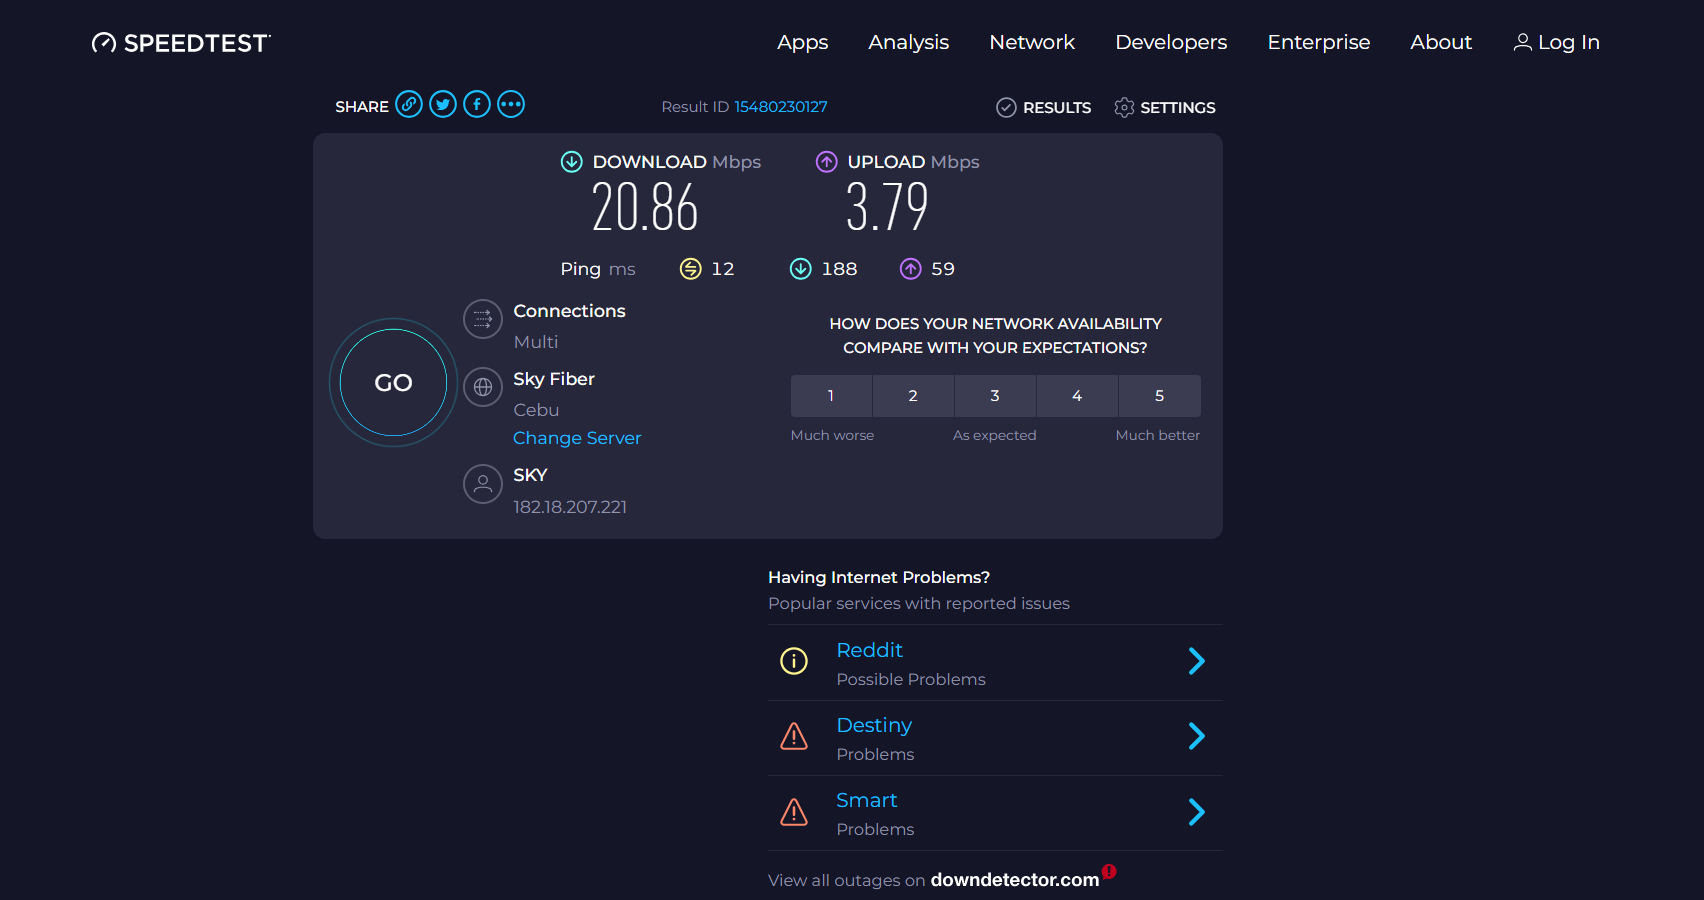 SPEEDTEST
Apps Analysis Network Developers Enterprise About Log In
SHARE Result ID 15480230127 RESULTS SETTINGS
DOWNLOAD Mbps UPLOAD Mbps
20.86 3.79
Ping ms 12 188 59
GO
Connections
Multi
Sky Fiber
Cebu
Change Server
SKY
182.18.207.221
HOW DOES YOUR NETWORK AVAILABILITY
COMPARE WITH YOUR EXPECTATIONS?
1 2 3 4 5
Much worse As expected Much better
Having Internet Problems?
Popular services with reported issues
Reddit
Possible Problems
Destiny
Problems
Smart
Problems
View all outages on downdetector.com